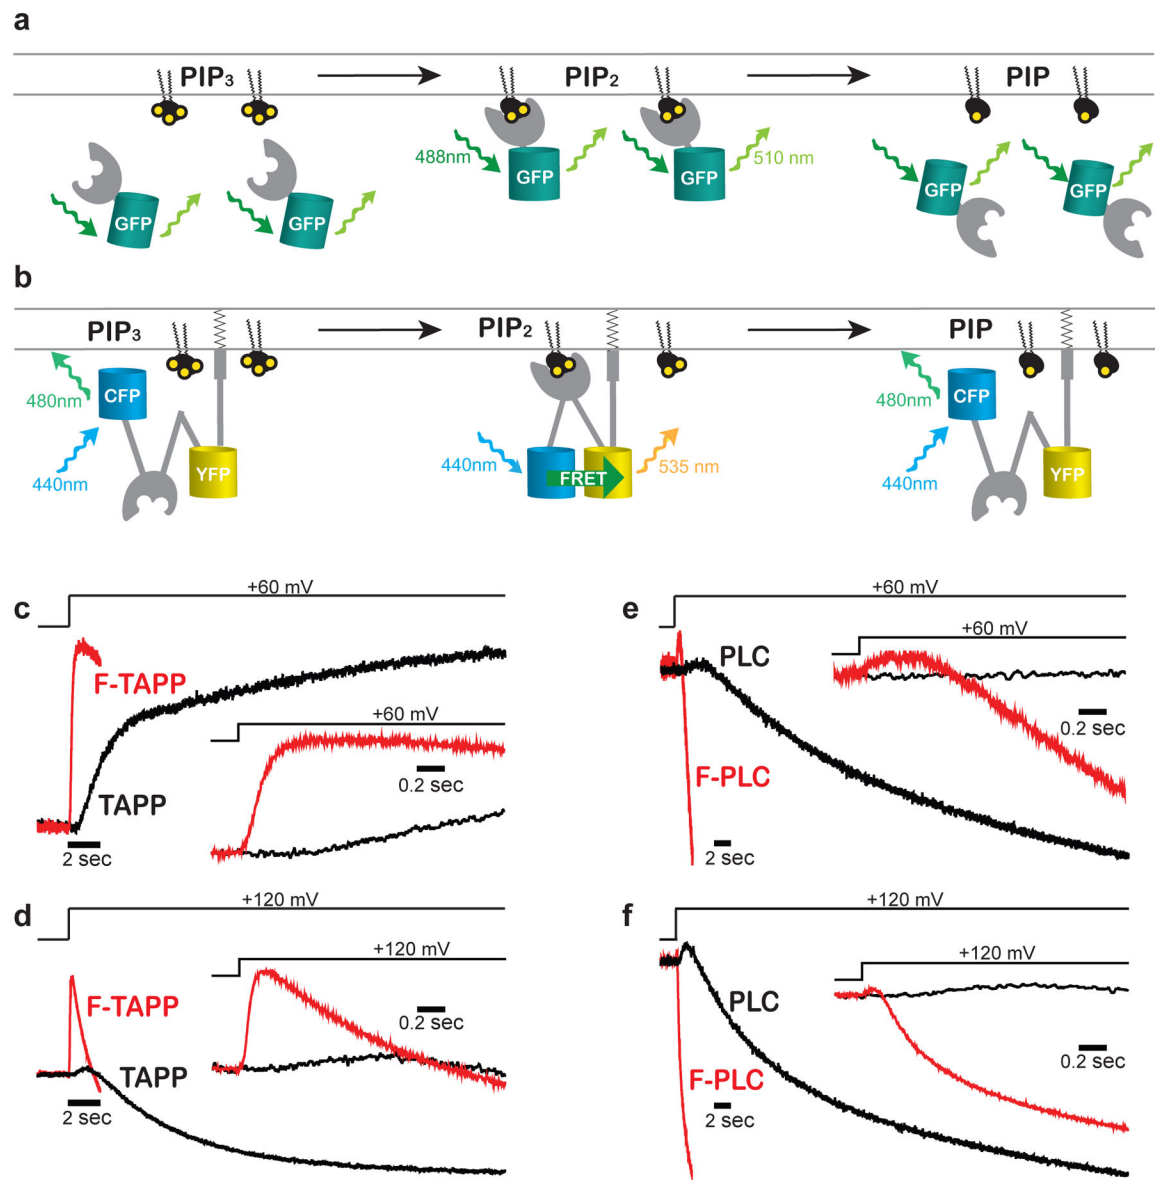 a
PIP₃ PIP₂ PIP
488nm 510 nm
GFP GFP GFP GFP GFP GFP
b
PIP₃ PIP₂ PIP
480nm CFP 480nm CFP
440nm YFP 440nm FRET 535 nm 440nm YFP
c
+60 mV
F-TAPP
+60 mV
0.2 sec
TAPP
2 sec
e
+60 mV
PLC
+60 mV
0.2 sec
F-PLC
2 sec
d
+120 mV
+120 mV
F-TAPP
0.2 sec
TAPP
2 sec
f
+120 mV
PLC
+120 mV
0.2 sec
F-PLC
2 sec